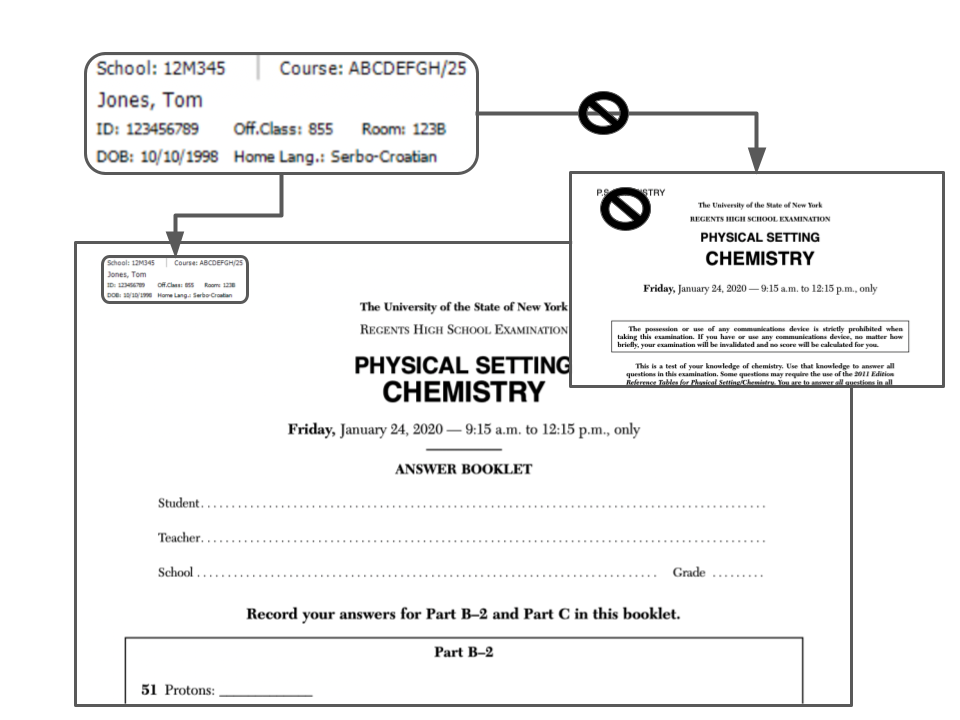 School: 12M345 Course: ABCDEFGH/25
Jones, Tom
ID: 123456789 Off.Class: 855 Room: 123B
DOB: 10/10/1998 Home Lang.: Serbo-Croatian
P.S. ISTRY
The University of the State of New York
REGENTS HIGH SCHOOL EXAMINATION
PHYSICAL SETTING
CHEMISTRY
Friday, January 24, 2020 — 9:15 a.m. to 12:15 p.m., only
The possession or use of any communications device is strictly prohibited when
taking this examination. If you have or use any communications device, no matter how
briefly, your examination will be invalidated and no score will be calculated for you.
This is a test of your knowledge of chemistry. Use that knowledge to answer all
questions in this examination. Some questions may require the use of the 2011 Edition
Reference Tables for Physical Setting/Chemistry. You are to answer all questions in all
School: 12M345 Course: ABCDEFGH/25
Jones, Tom
ID: 123456789 Off.Class: 855 Room: 123B
DOB: 10/10/1998 Home Lang.: Serbo-Croatian
The University of the State of New York
REGENTS HIGH SCHOOL EXAMINATION
PHYSICAL SETTING
CHEMISTRY
Friday, January 24, 2020 — 9:15 a.m. to 12:15 p.m., only
ANSWER BOOKLET
Student
Teacher
School Grade
Record your answers for Part B–2 and Part C in this booklet.
Part B–2
51 Protons: